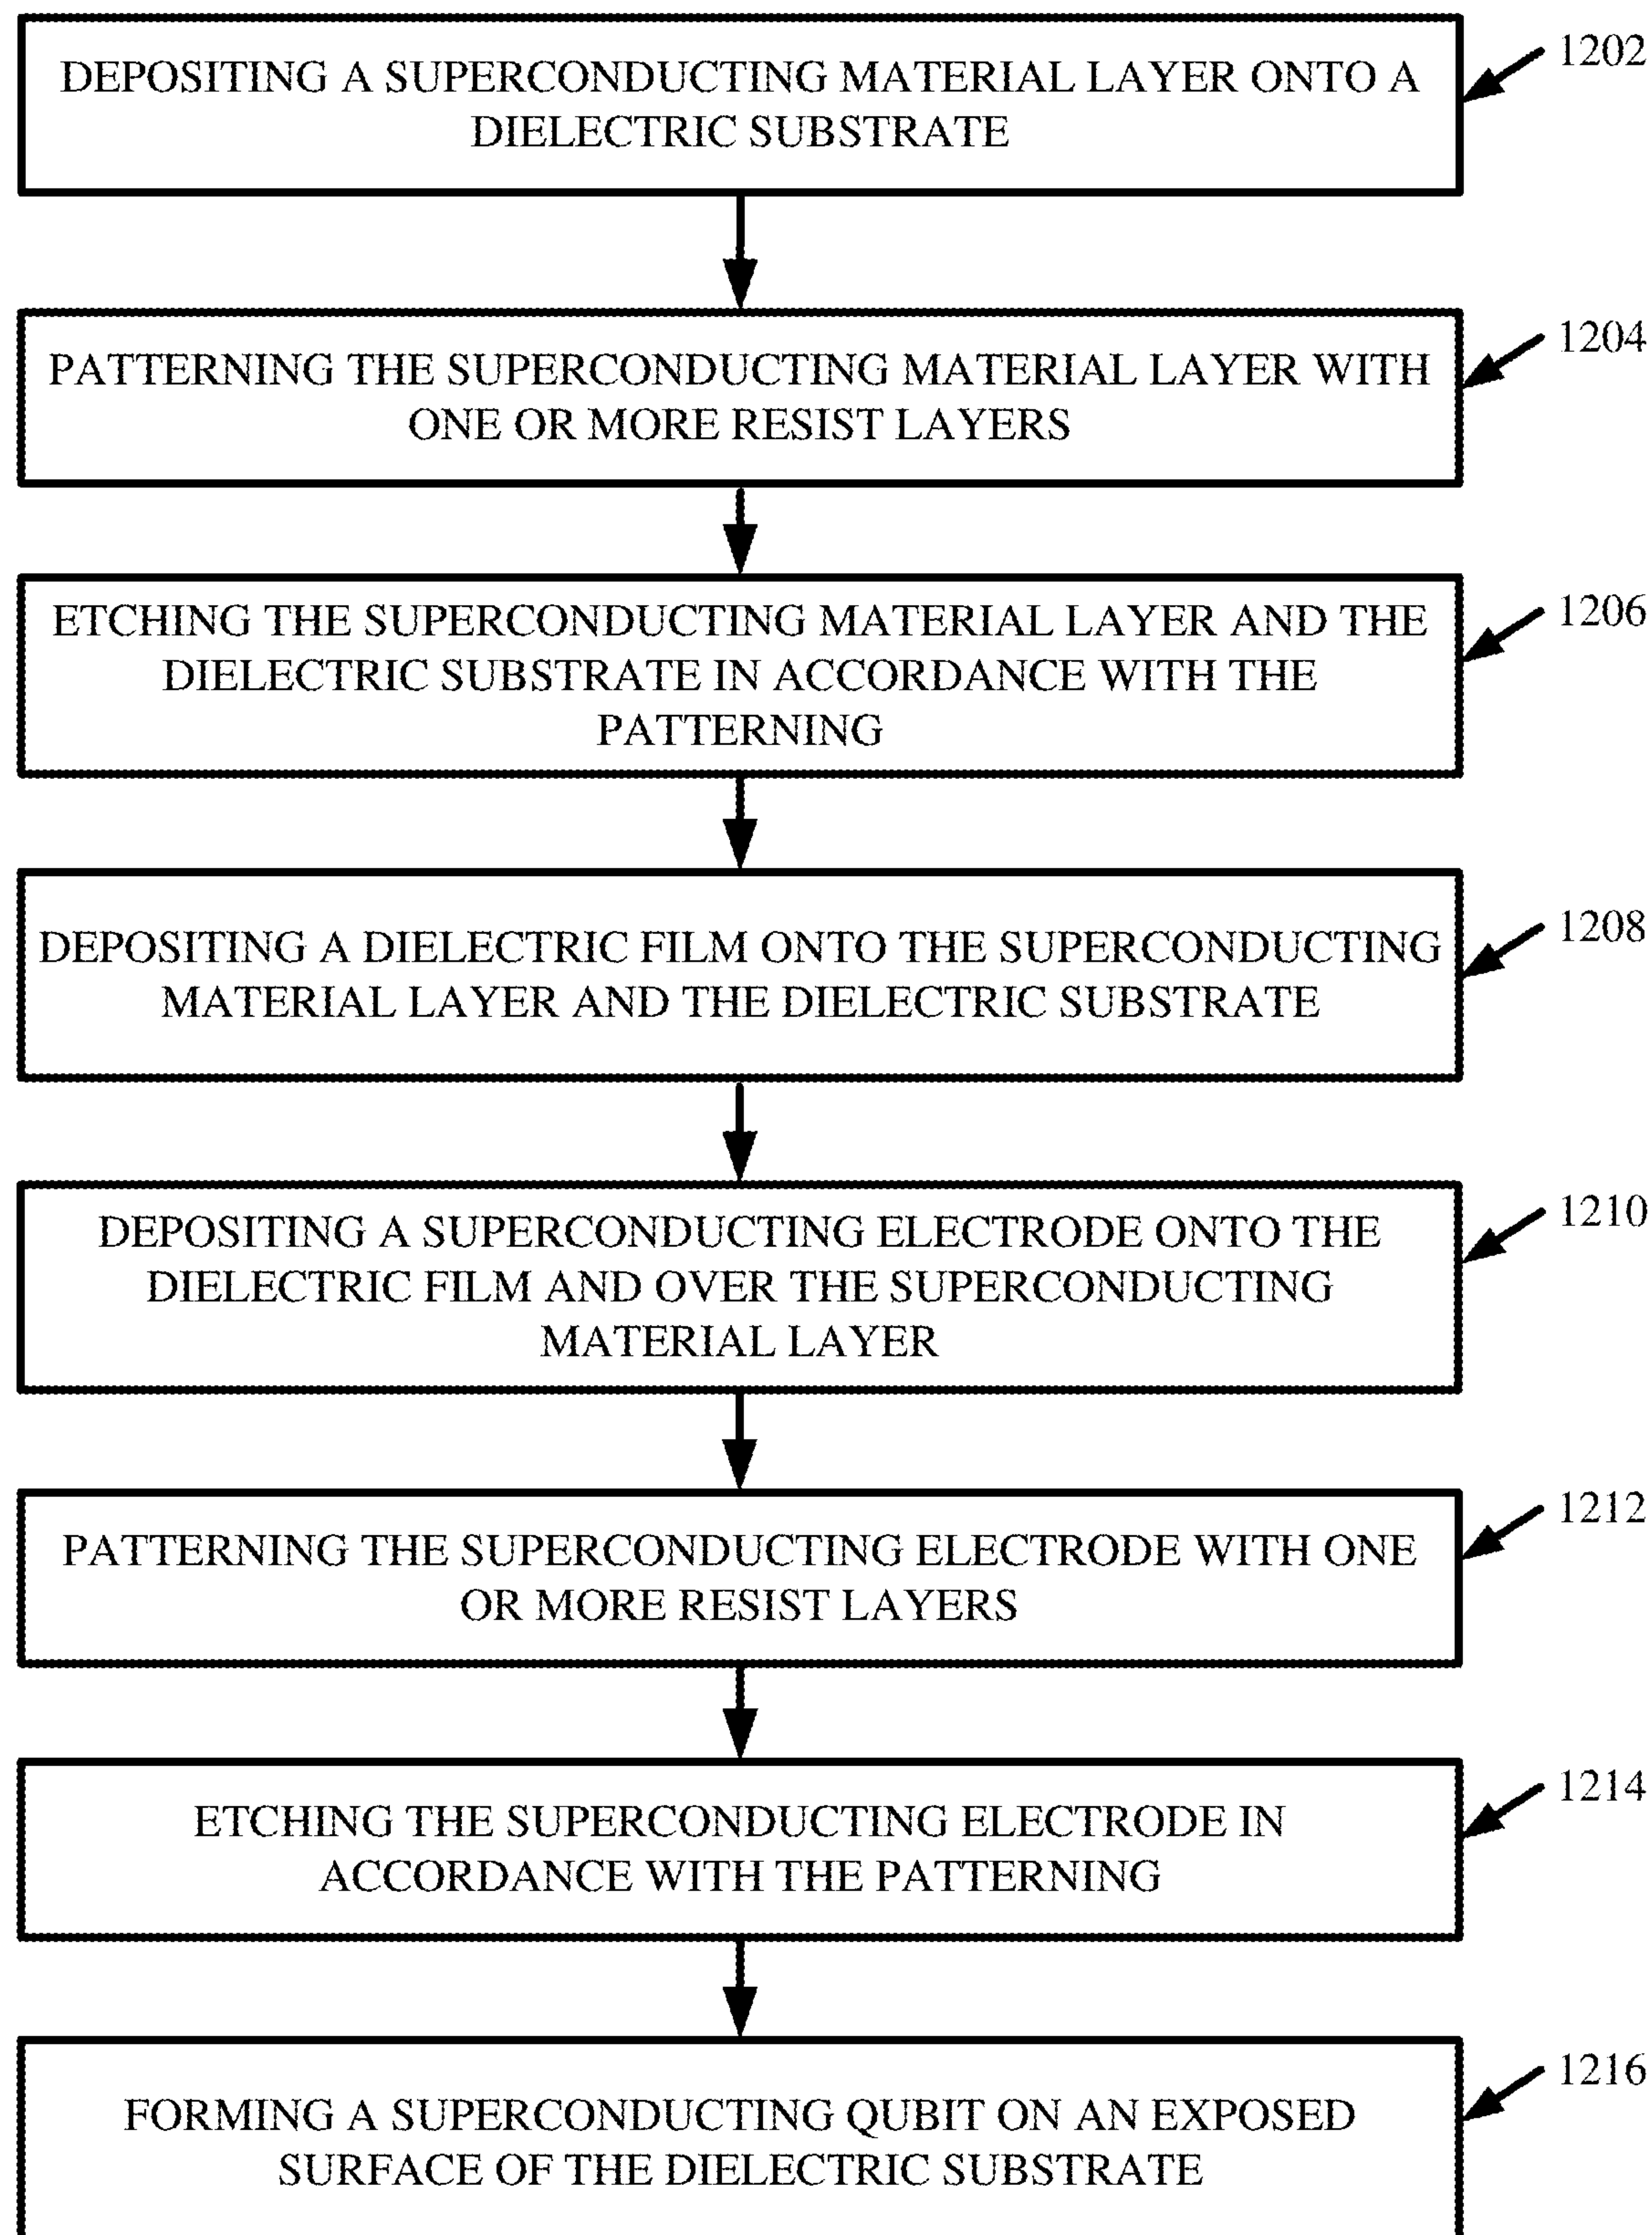 DEPOSITING A SUPERCONDUCTING MATERIAL LAYER ONTO A
DIELECTRIC SUBSTRATE
1202
PATTERNING THE SUPERCONDUCTING MATERIAL LAYER WITH
ONE OR MORE RESIST LAYERS
1204
ETCHING THE SUPERCONDUCTING MATERIAL LAYER AND THE
DIELECTRIC SUBSTRATE IN ACCORDANCE WITH THE
PATTERNING
1206
DEPOSITING A DIELECTRIC FILM ONTO THE SUPERCONDUCTING
MATERIAL LAYER AND THE DIELECTRIC SUBSTRATE
1208
DEPOSITING A SUPERCONDUCTING ELECTRODE ONTO THE
DIELECTRIC FILM AND OVER THE SUPERCONDUCTING
MATERIAL LAYER
1210
PATTERNING THE SUPERCONDUCTING ELECTRODE WITH ONE
OR MORE RESIST LAYERS
1212
ETCHING THE SUPERCONDUCTING ELECTRODE IN
ACCORDANCE WITH THE PATTERNING
1214
FORMING A SUPERCONDUCTING QUBIT ON AN EXPOSED
SURFACE OF THE DIELECTRIC SUBSTRATE
1216